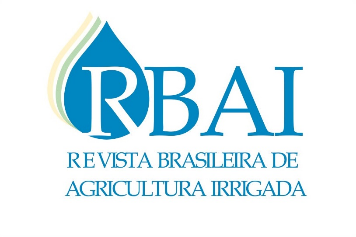 RBAI
REVISTA BRASILEIRA DE
AGRICULTURA IRRIGADA